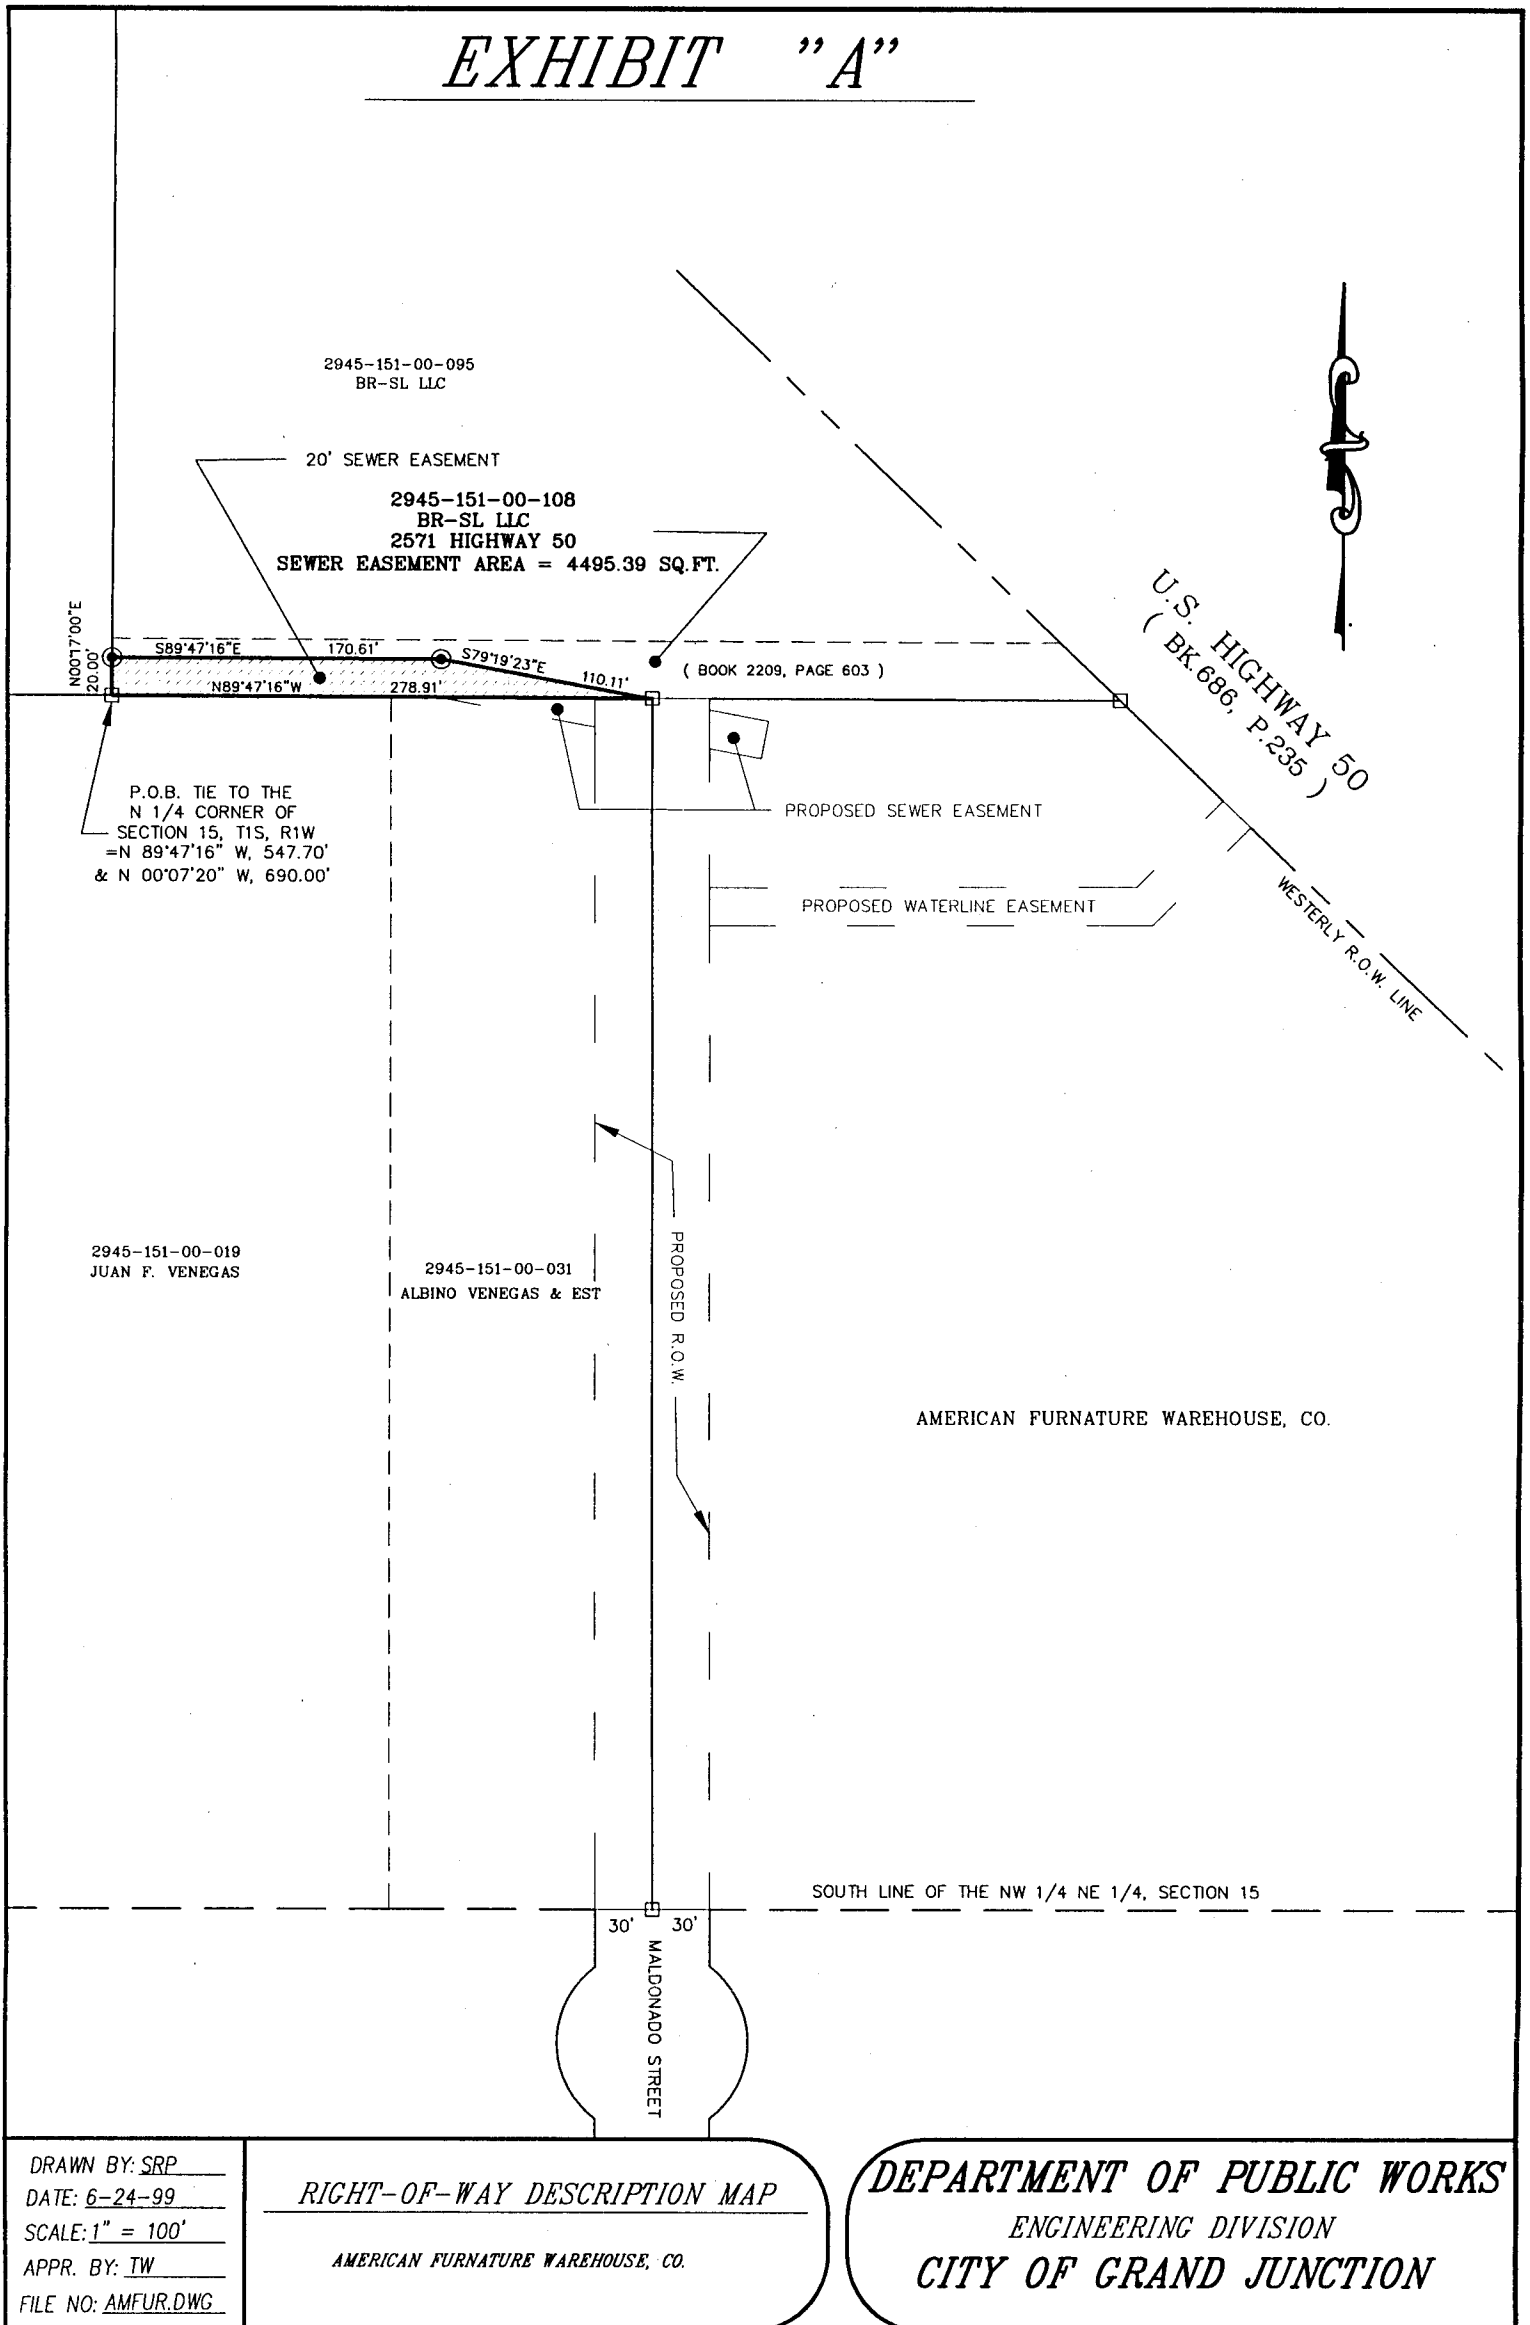 EXHIBIT "A"
2945-151-00-095
BR-SL LLC
20' SEWER EASEMENT
2945-151-00-108
BR-SL LLC
2571 HIGHWAY 50
SEWER EASEMENT AREA = 4495.39 SQ.FT.
U.S. HIGHWAY 50
( BK.686, P.235 )
N00°17'00"E
20.00'
S89°47'16"E 170.61'
S79°19'23"E
110.11'
( BOOK 2209, PAGE 603 )
N89°47'16"W 278.91'
P.O.B. TIE TO THE
N 1/4 CORNER OF
SECTION 15, T1S, R1W
=N 89°47'16" W, 547.70'
& N 00°07'20" W, 690.00'
PROPOSED SEWER EASEMENT
PROPOSED WATERLINE EASEMENT
WESTERLY R.O.W. LINE
2945-151-00-019
JUAN F. VENEGAS
2945-151-00-031
ALBINO VENEGAS & EST
PROPOSED R.O.W.
AMERICAN FURNATURE WAREHOUSE, CO.
SOUTH LINE OF THE NW 1/4 NE 1/4, SECTION 15
30' 30'
MALDONADO STREET
DRAWN BY: SRP
DATE: 6-24-99
SCALE: 1" = 100'
APPR. BY: TW
FILE NO: AMFUR.DWG
RIGHT-OF-WAY DESCRIPTION MAP
AMERICAN FURNATURE WAREHOUSE, CO.
DEPARTMENT OF PUBLIC WORKS
ENGINEERING DIVISION
CITY OF GRAND JUNCTION